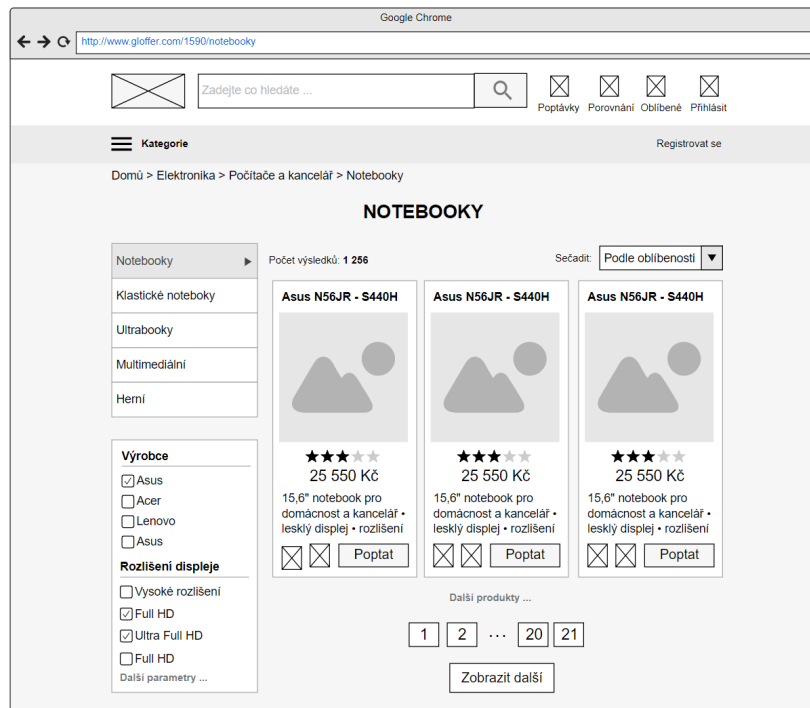 Google Chrome
http://www.gloffer.com/1590/notebooky
Zadejte co hledáte ...
Poptávky Porovnání Oblíbené Příhlásit
Kategorie
Registrovat se
Domů > Elektronika > Počítače a kancelář > Notebooky
NOTEBOOKY
Notebooky
Klastické noteboky
Ultrabooky
Multimediální
Herní
Výrobce
Asus
Acer
Lenovo
Asus
Rozlišení displeje
Vysoké rozlišení
Full HD
Ultra Full HD
Full HD
Další parametry ...
Počet výsledků: 1 256
Sečadit: Podle oblíbenosti
Asus N56JR - S440H
25 550 Kč
15,6" notebook pro
domácnost a kancelář •
lesklý displej • rozlišení
Poptat
Asus N56JR - S440H
25 550 Kč
15,6" notebook pro
domácnost a kancelář •
lesklý displej • rozlišení
Poptat
Asus N56JR - S440H
25 550 Kč
15,6" notebook pro
domácnost a kancelář •
lesklý displej • rozlišení
Poptat
Další produkty ...
1 2 ... 20 21
Zobrazit další